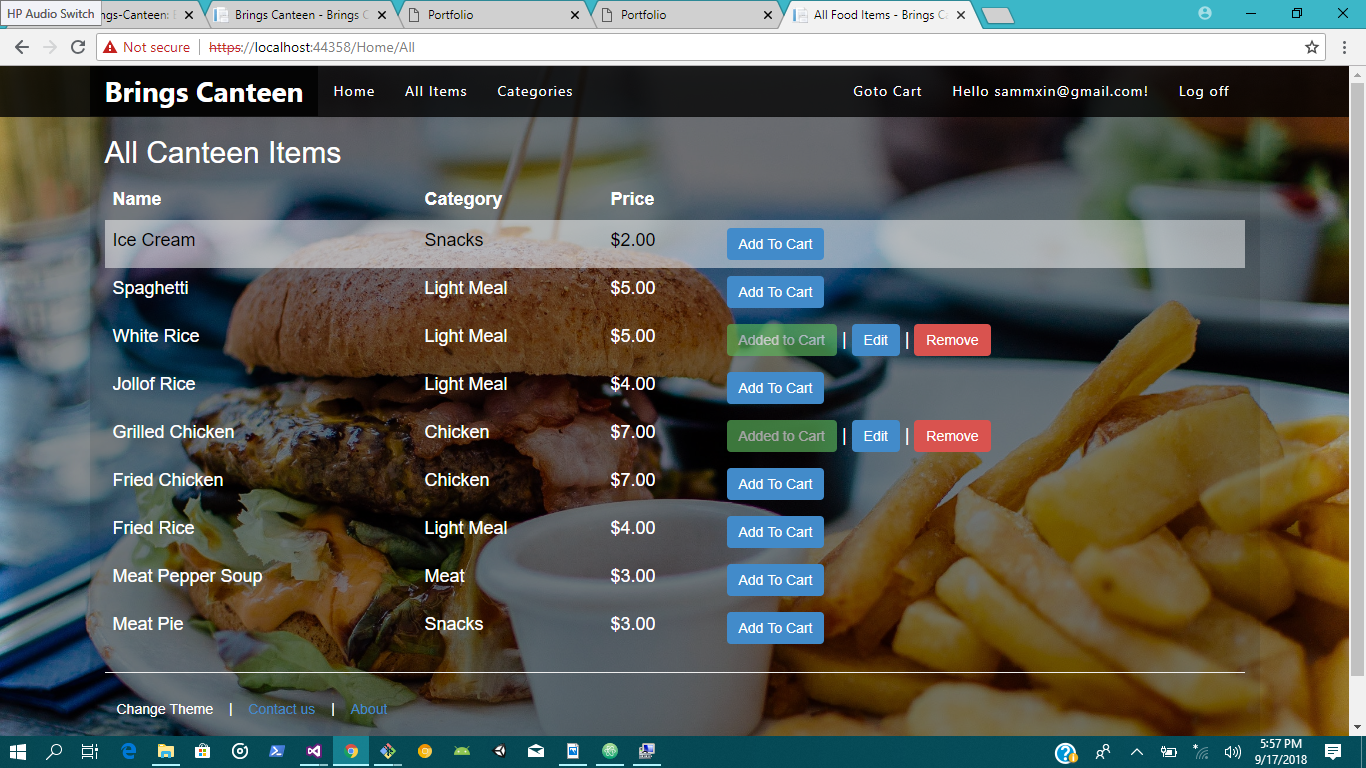 HP Audio Switch
ngs-Canteen:
Brings Canteen - Brings C
Portfolio
Portfolio
All Food Items - Brings C
Not secure
https://localhost:44358/Home/All
Brings Canteen Home All Items Categories Goto Cart Hello sammxin@gmail.com! Log off
All Canteen Items
Name Category Price
Ice Cream Snacks $2.00 Add To Cart
Spaghetti Light Meal $5.00 Add To Cart
White Rice Light Meal $5.00 Added to Cart | Edit | Remove
Jollof Rice Light Meal $4.00 Add To Cart
Grilled Chicken Chicken $7.00 Added to Cart | Edit | Remove
Fried Chicken Chicken $7.00 Add To Cart
Fried Rice Light Meal $4.00 Add To Cart
Meat Pepper Soup Meat $3.00 Add To Cart
Meat Pie Snacks $3.00 Add To Cart
Change Theme | Contact us | About
5:57 PM
9/17/2018